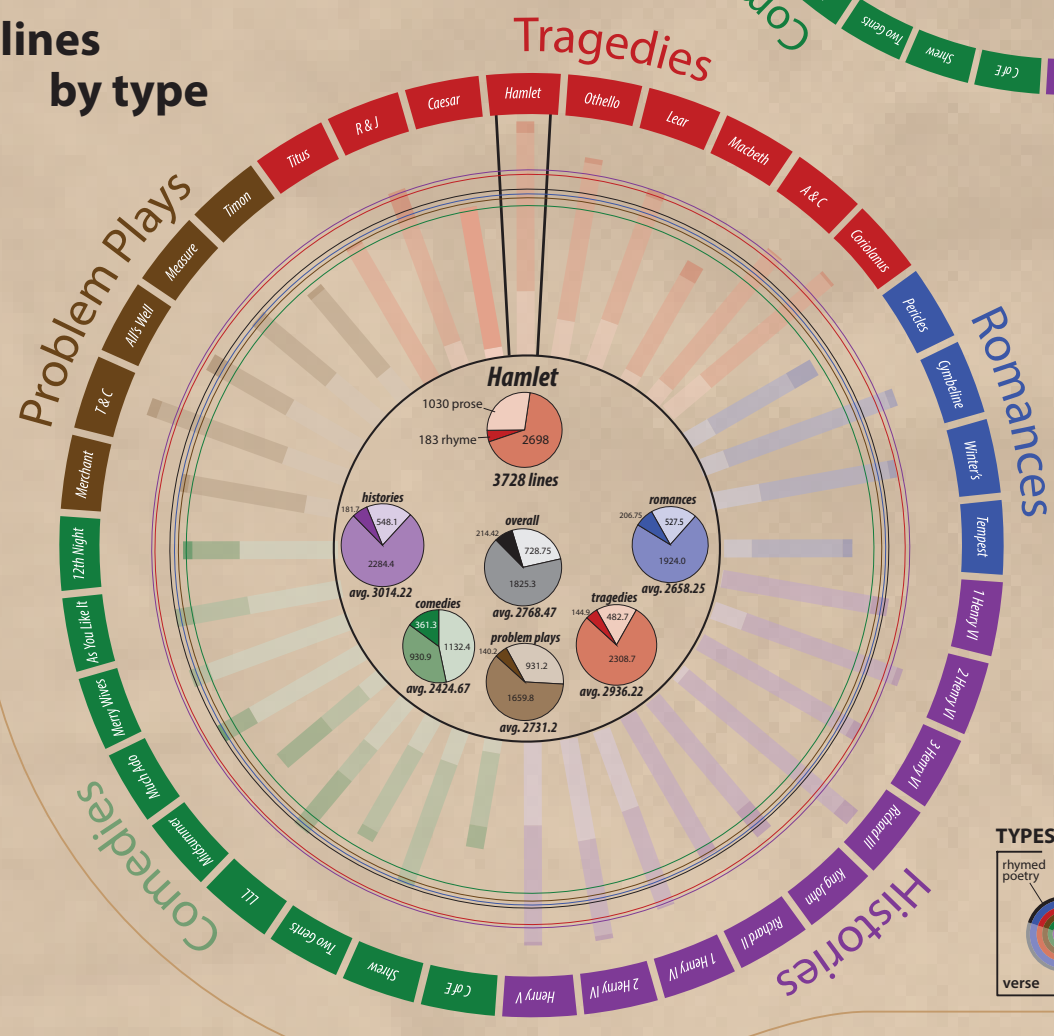 lines
by type
Tragedies
Co
Two Gents
Shrew
C of E
Hamlet
Othello
Lear
Macbeth
A & C
Coriolanus
Romances
Pericles
Cymbeline
Winter's
Tempest
Histories
1 Henry VI
2 Henry VI
3 Henry VI
Richard III
King John
Richard II
1 Henry IV
2 Henry IV
Henry V
Comedies
C of E
Shrew
Two Gents
LLL
Midsummer
Much Ado
Merry Wives
As You Like It
12th Night
Problem Plays
Merchant
T & C
All's Well
Measure
Timon
Titus
R & J
Caesar
Hamlet
1030 prose
183 rhyme
2698
3728 lines
histories
181.7
548.1
2284.4
avg. 3014.22
overall
214.42
728.75
1825.3
avg. 2768.47
romances
206.75
527.5
1924.0
avg. 2658.25
comedies
361.3
1132.4
930.9
avg. 2424.67
problem plays
140.2
931.2
1659.8
avg. 2731.2
tragedies
144.9
482.7
2308.7
avg. 2936.22
TYPES
rhymed
poetry
verse